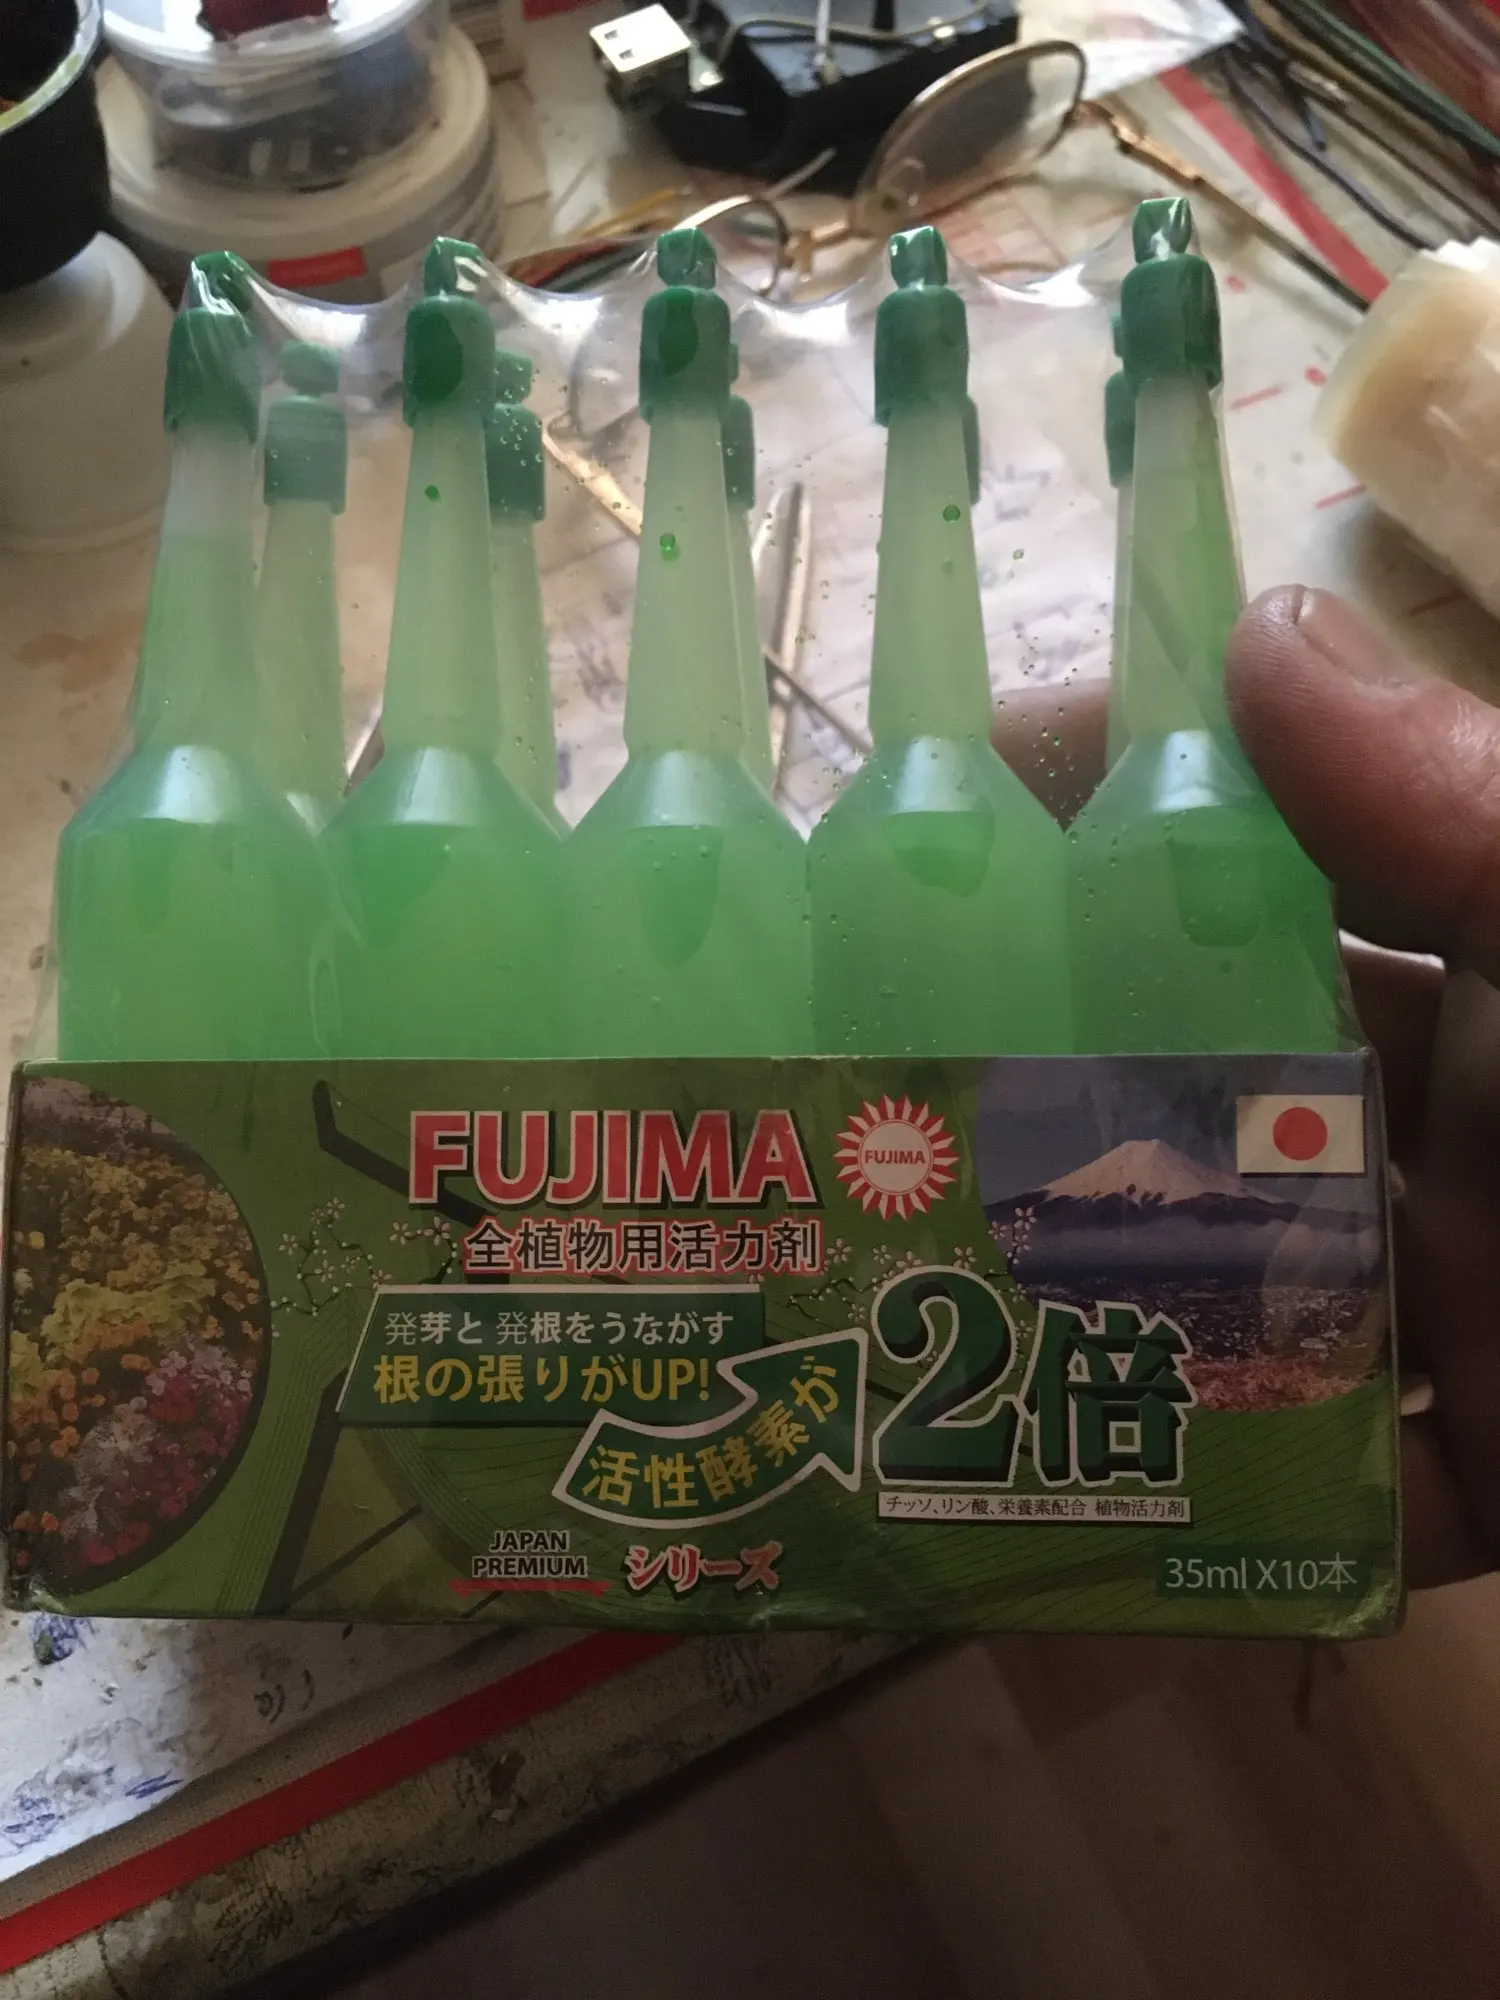 FUJIMA
FUJIMA
全植物用活力剤
発芽と 発根をうながす
根の張りがUP!
活性酵素が
2倍
チッソ、リン酸、栄養素配合 植物活力剤
JAPAN
PREMIUM
シリーズ
35ml X10本